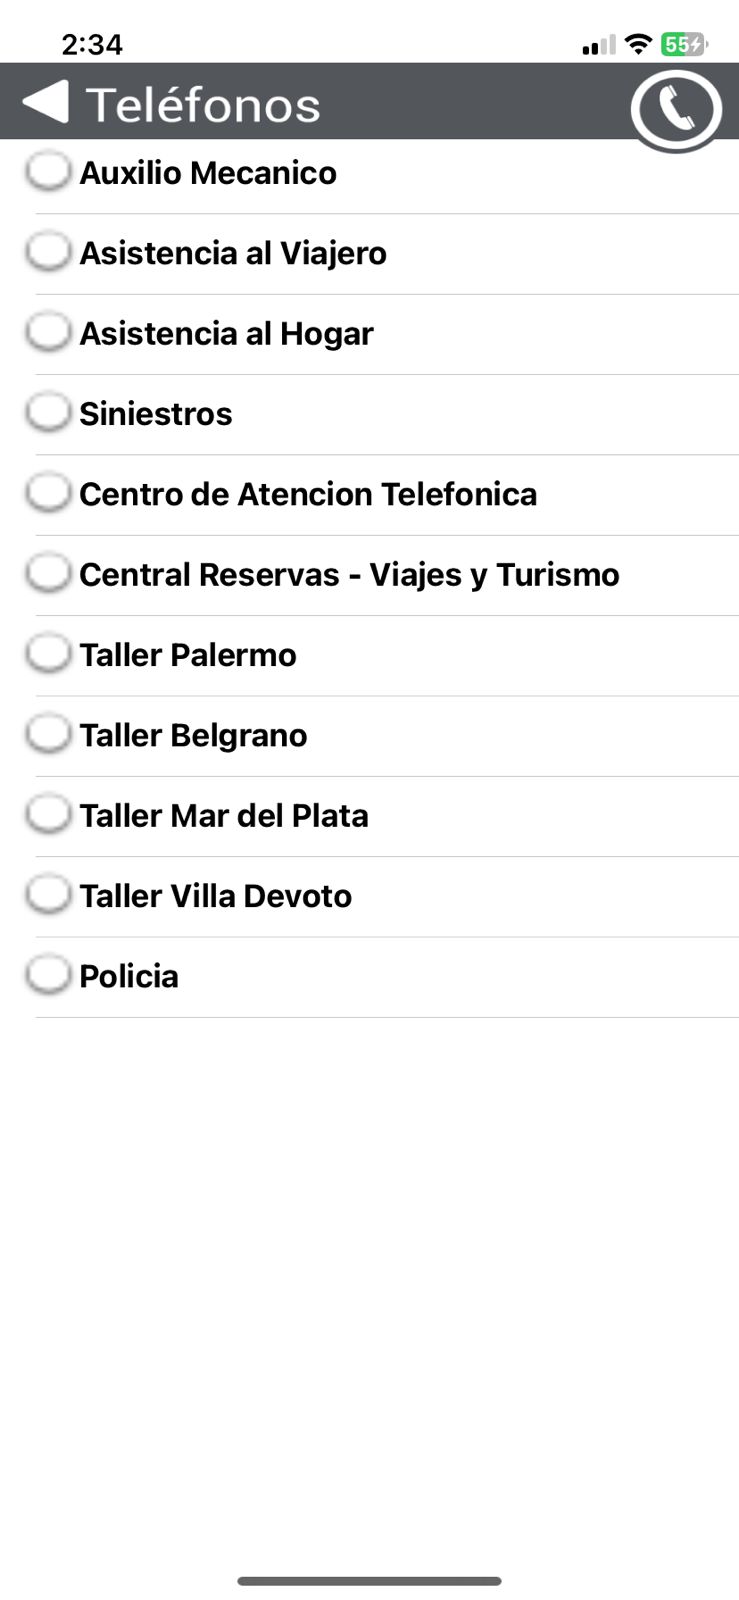 2:34
55
Teléfonos
Auxilio Mecanico
Asistencia al Viajero
Asistencia al Hogar
Siniestros
Centro de Atencion Telefonica
Central Reservas - Viajes y Turismo
Taller Palermo
Taller Belgrano
Taller Mar del Plata
Taller Villa Devoto
Policia